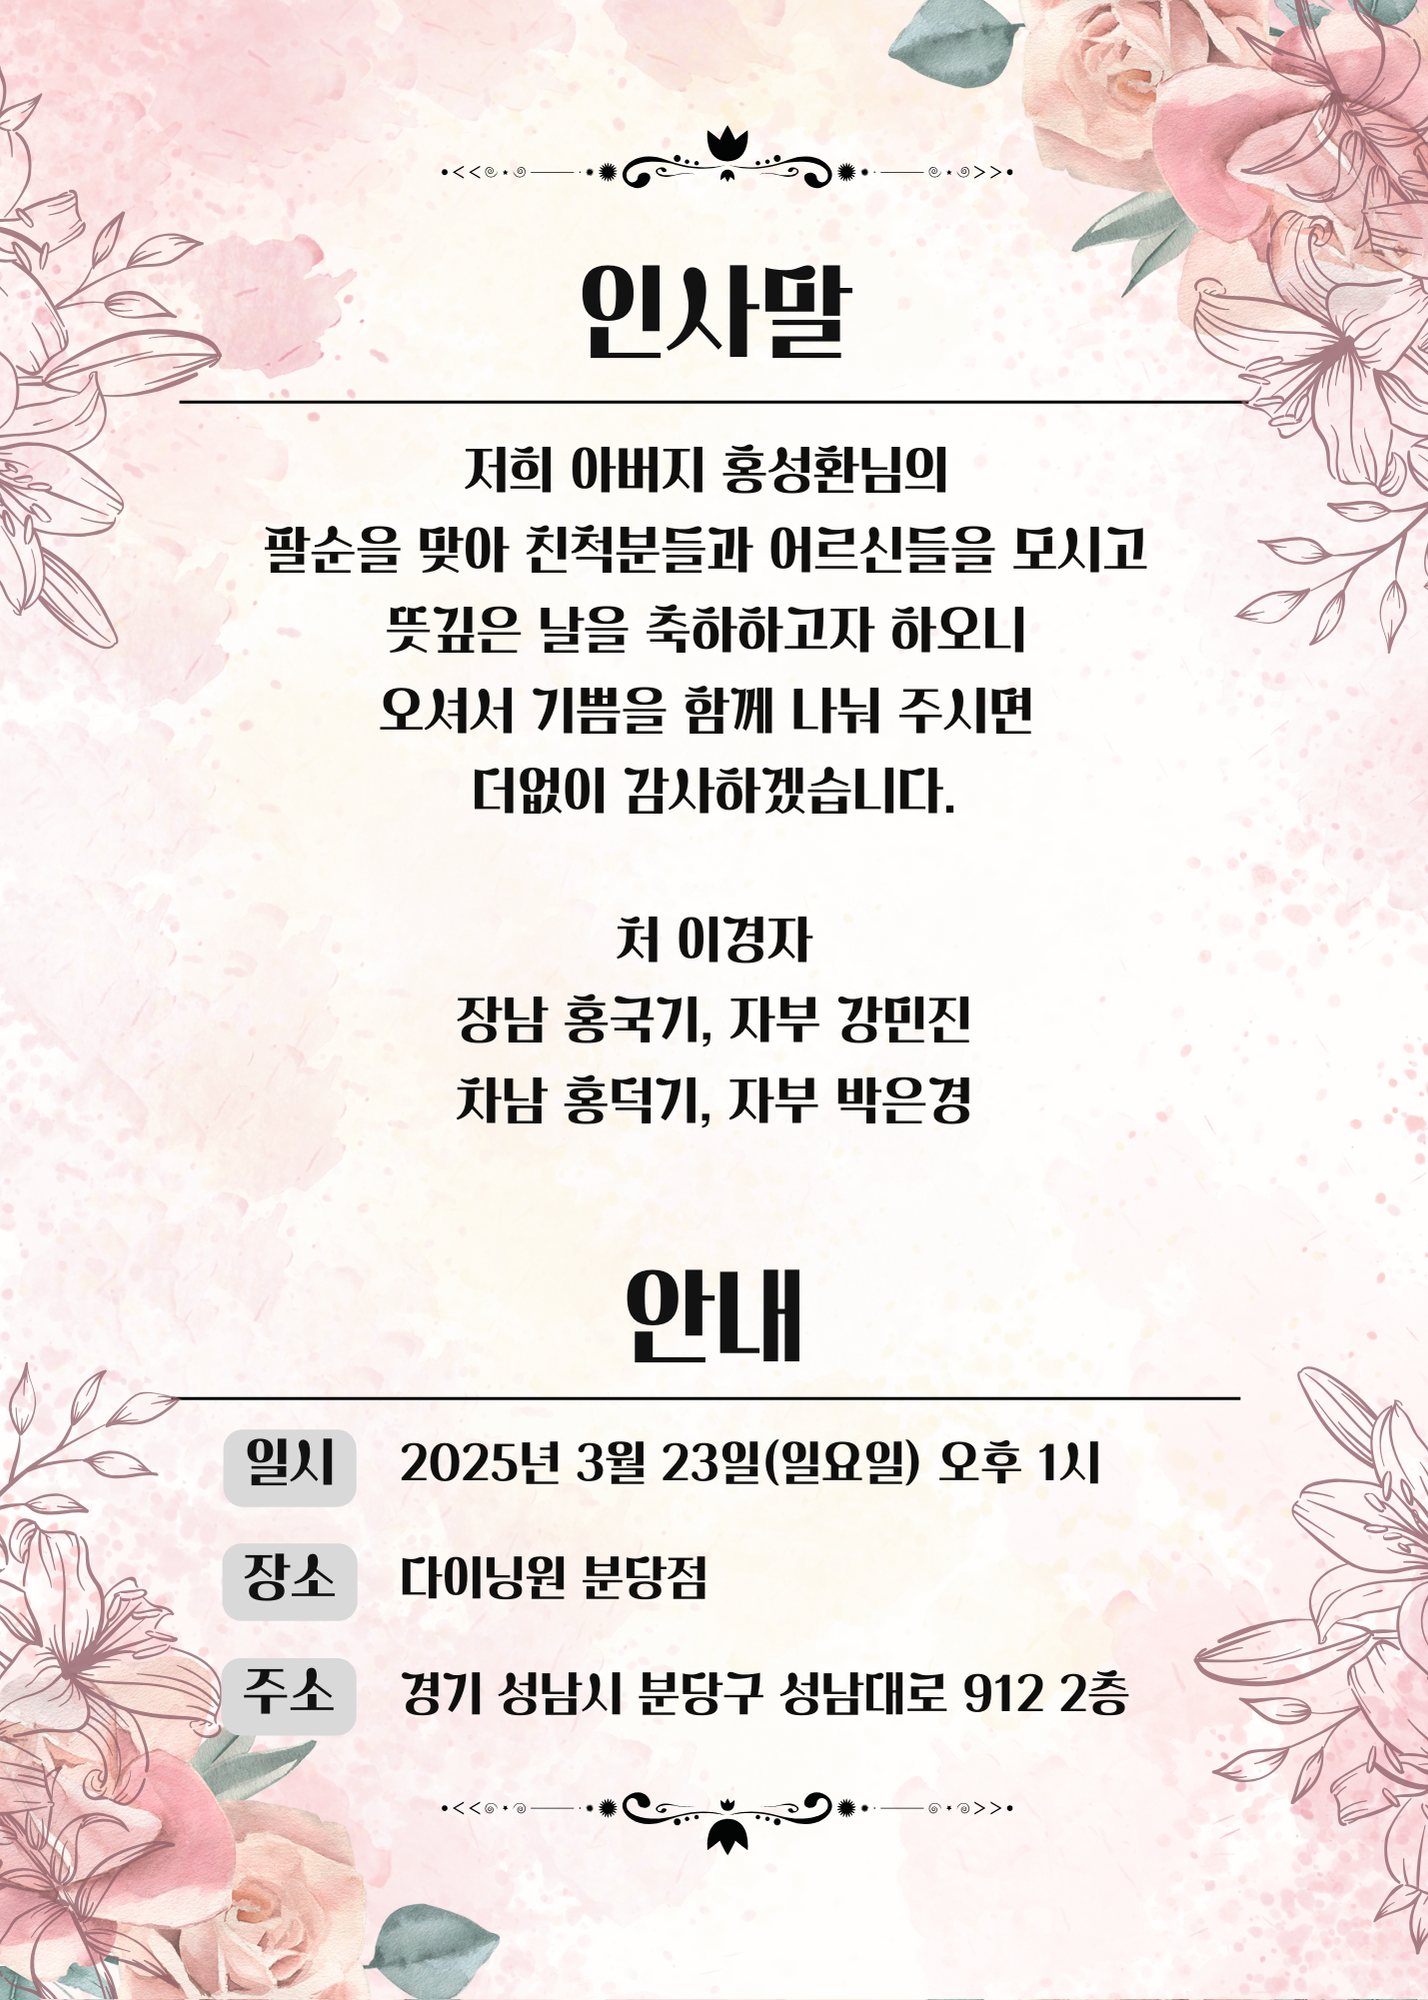 인사말
저희 아버지 홍성환님의
팔순을 맞아 친척분들과 어르신들을 모시고
뜻깊은 날을 축하하고자 하오니
오셔서 기쁨을 함께 나눠 주시면
더없이 감사하겠습니다.
처 이경자
장남 홍국기, 자부 강민진
차남 홍덕기, 자부 박은경
안내
일시 2025년 3월 23일(일요일) 오후 1시
장소 다이닝원 분당점
주소 경기 성남시 분당구 성남대로 912 2층